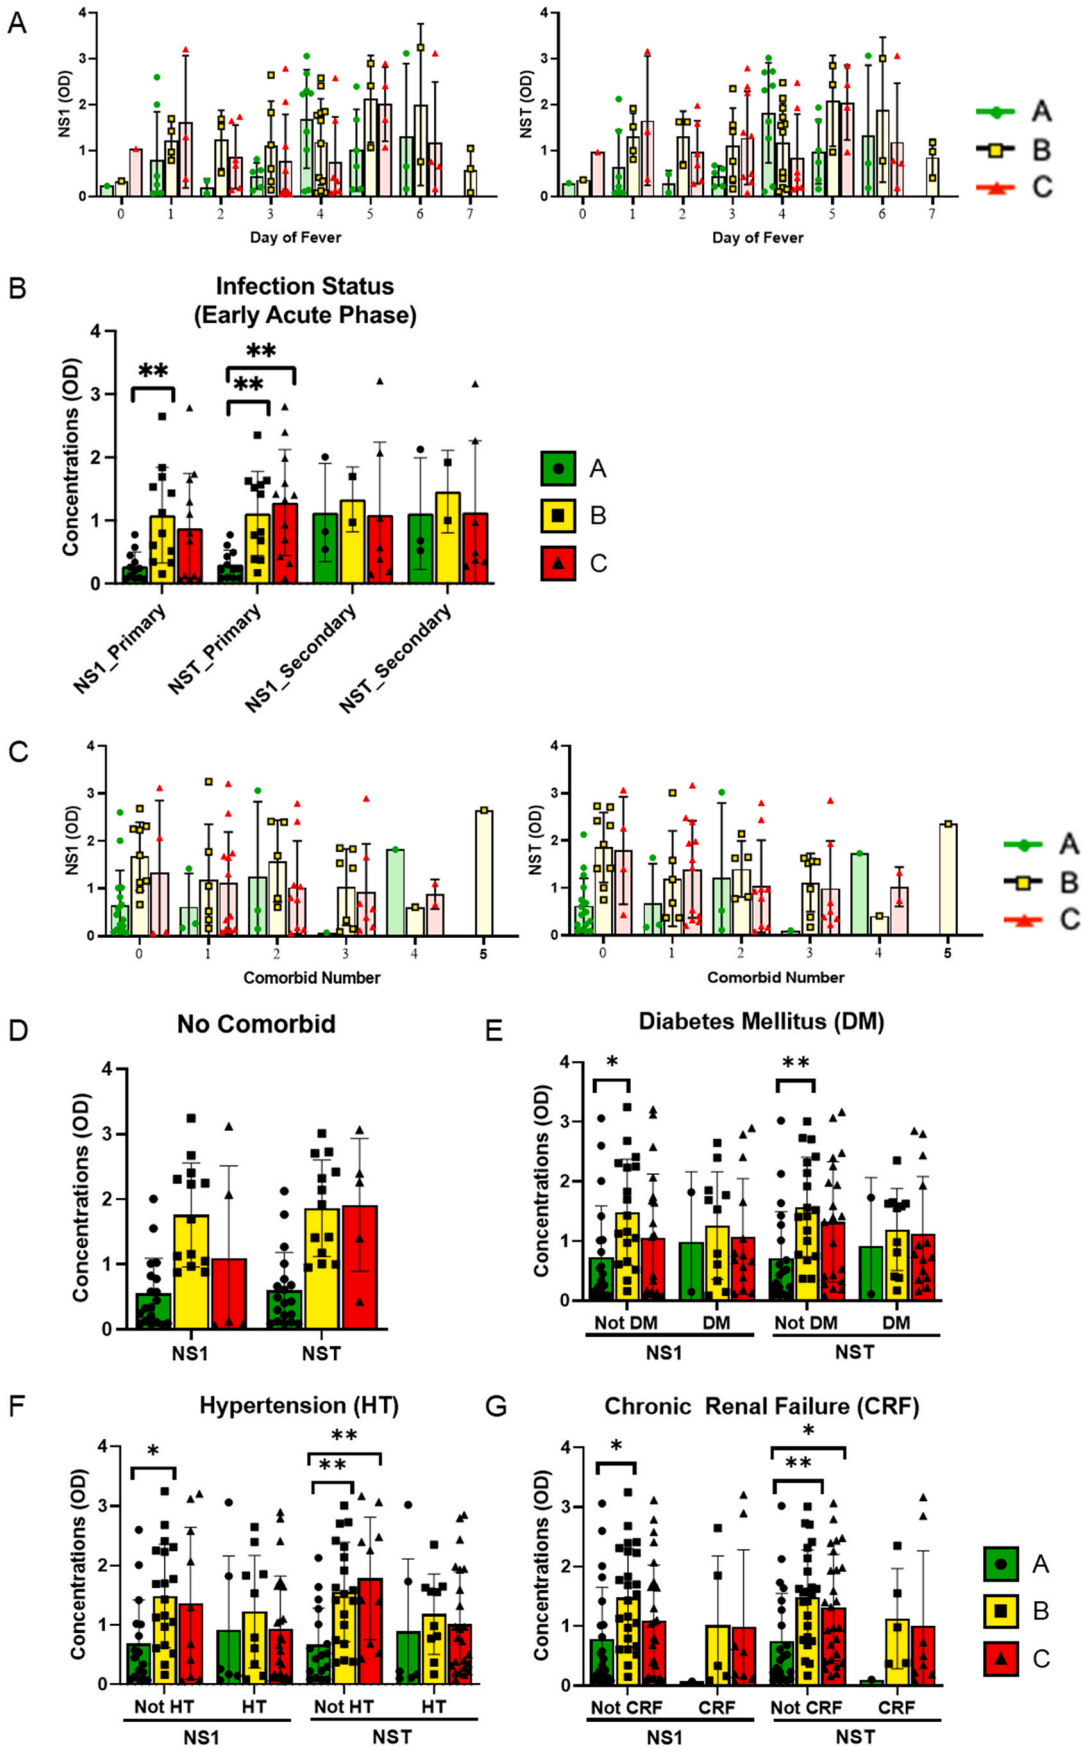 A
4
3
2
1
0
NS1 (OD)
0 1 2 3 4 5 6 7
Day of Fever
4
3
2
1
0
NST (OD)
0 1 2 3 4 5 6 7
Day of Fever
A
B
C
B
Infection Status
(Early Acute Phase)
4
3
2
1
0
Concentrations (OD)
** ** **
NS1_Primary
NST_Primary
NS1_Secondary
NST_Secondary
A
B
C
C
4
3
2
1
0
NS1 (OD)
0 1 2 3 4 5
Comorbid Number
4
3
2
1
0
NST (OD)
0 1 2 3 4 5
Comorbid Number
A
B
C
D
No Comorbid
4
3
2
1
0
Concentrations (OD)
NS1 NST
E
Diabetes Mellitus (DM)
4
3
2
1
0
Concentrations (OD)
* **
Not DM DM Not DM DM
NS1 NST
F
Hypertension (HT)
4
3
2
1
0
Concentrations (OD)
* ** **
Not HT HT Not HT HT
NS1 NST
G
Chronic Renal Failure (CRF)
4
3
2
1
0
Concentrations (OD)
* * **
Not CRF CRF Not CRF CRF
NS1 NST
A
B
C